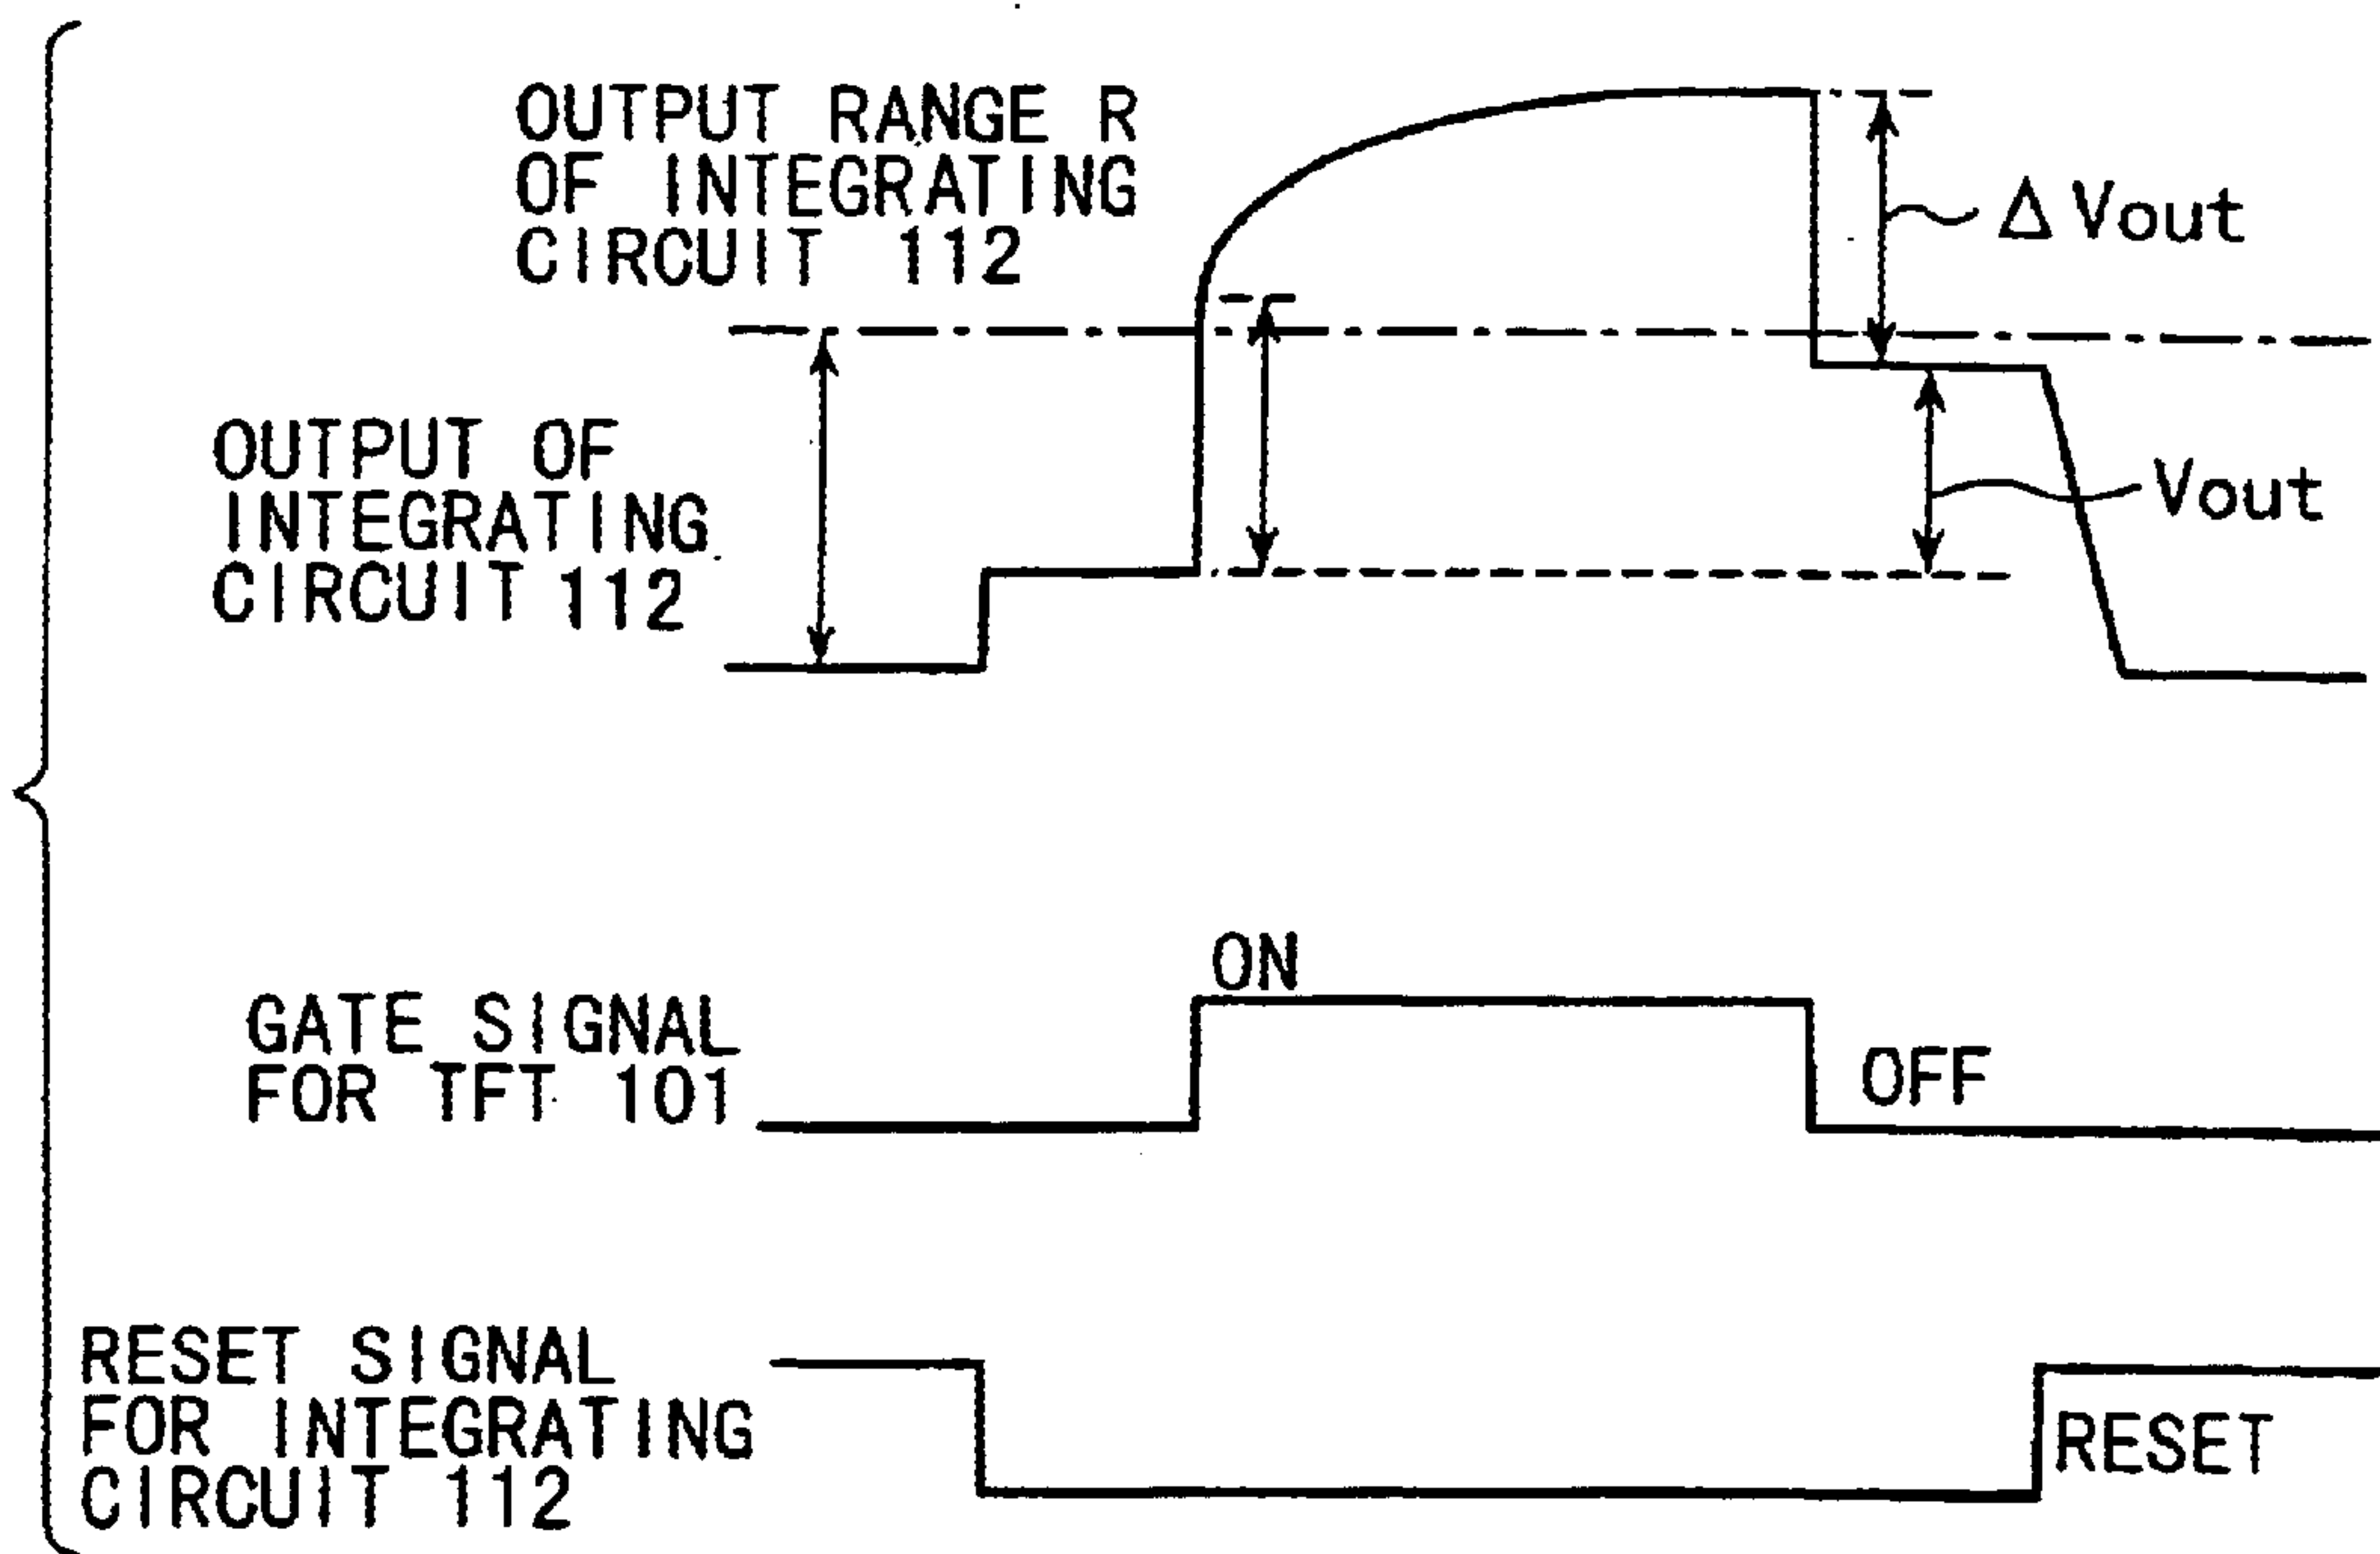 OUTPUT RANGE R
OF INTEGRATING
CIRCUIT 112
ΔVout
OUTPUT OF
INTEGRATING
CIRCUIT 112
Vout
ON
GATE SIGNAL
FOR TFT 101
OFF
RESET SIGNAL
FOR INTEGRATING
CIRCUIT 112
RESET